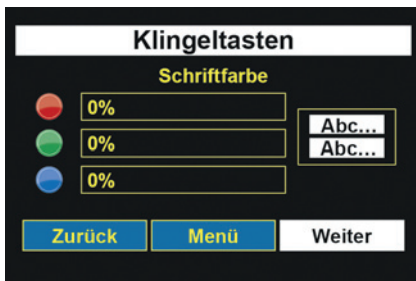 Klingeltasten
Schriftfarbe
0%
0%
0%
Abc...
Abc...
Zurück Menü Weiter